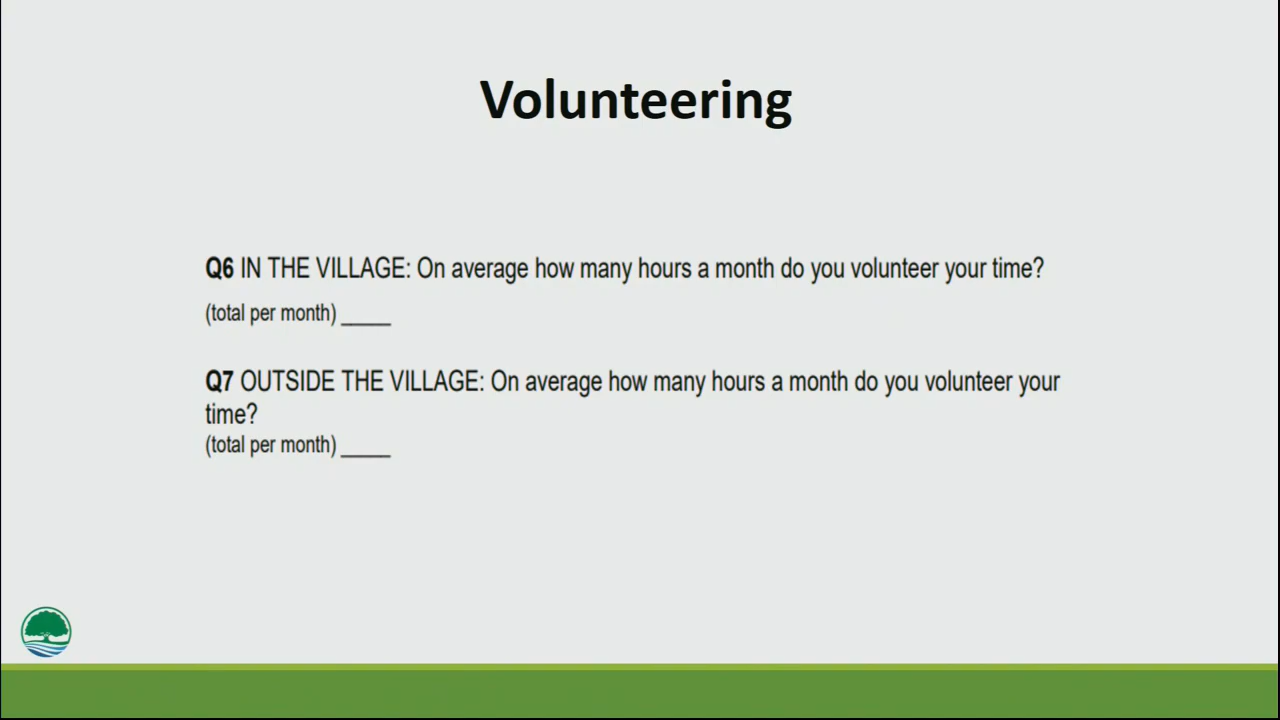 Volunteering
Q6 IN THE VILLAGE: On average how many hours a month do you volunteer your time?
(total per month) _____
Q7 OUTSIDE THE VILLAGE: On average how many hours a month do you volunteer your
time?
(total per month) _____